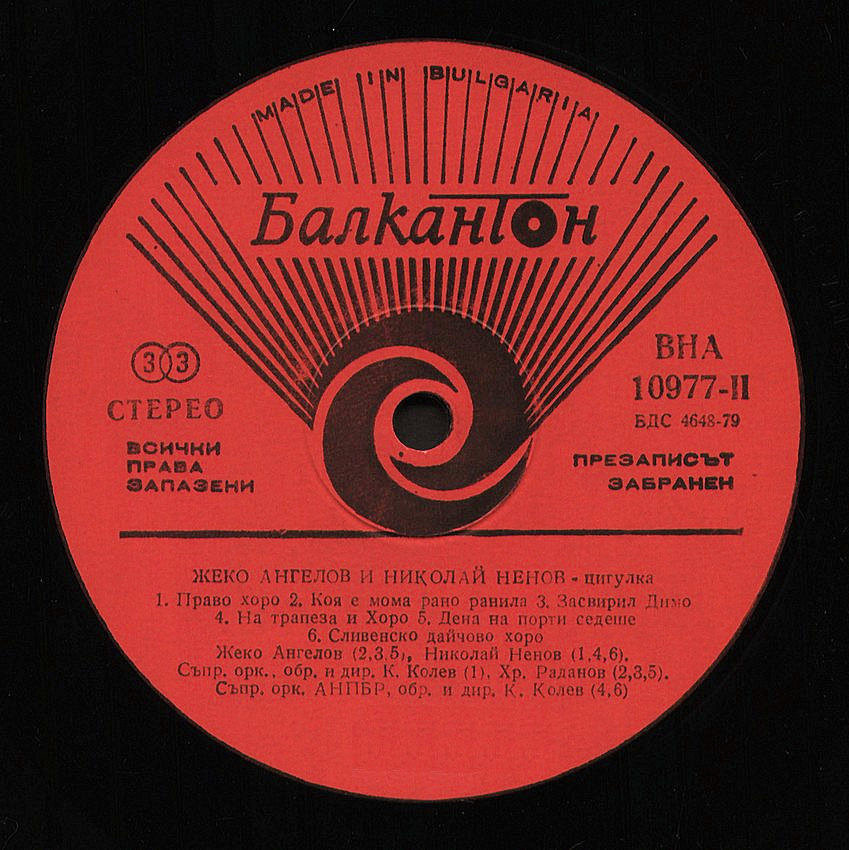 MADE IN BULGARIA
Балкантон
33
СТЕРЕО
ВСИЧКИ
ПРАВА
ЗАПАЗЕНИ
ВНА
10977-II
БДС 4648-79
ПРЕЗАПИСЪТ
ЗАБРАНЕН
ЖЕКО АНГЕЛОВ И НИКОЛАЙ НЕНОВ - цигулка
1. Право хоро 2. Коя е мома рано ранила 3. Засвирил Димо
4. На трапеза и Хоро 5. Дена на порти седеше
6. Сливенско дайчово хоро
Жеко Ангелов (2,3,5), Николай Ненов (1,4,6).
Съпр. орк., обр. и дир. К. Колев (1), Хр. Раданов (2,3,5).
Съпр. орк. АНПБР, обр. и дир. К. Колев (4,6)